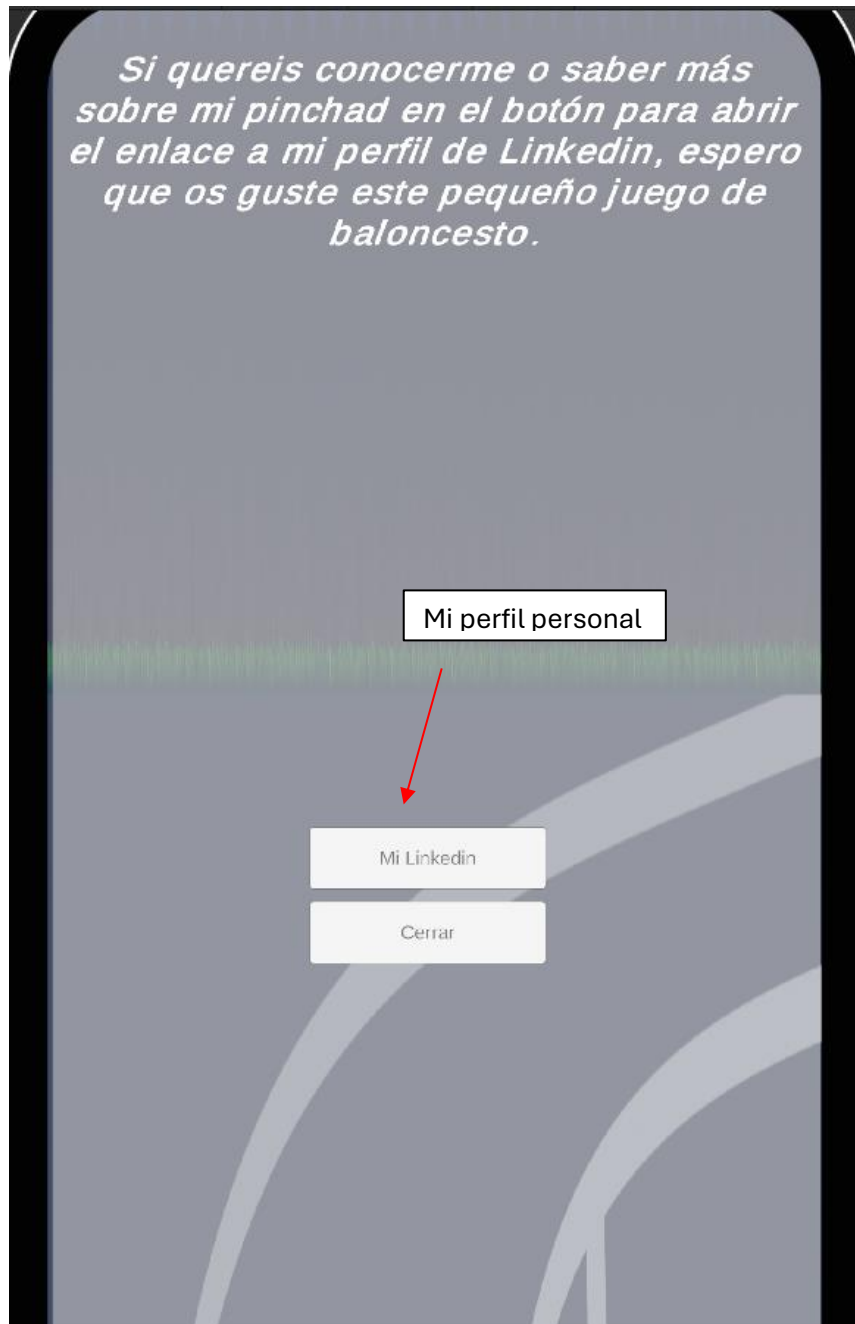 Si quereis conocerme o saber más
sobre mi pinchad en el botón para abrir
el enlace a mi perfil de Linkedin, espero
que os guste este pequeño juego de
baloncesto.
Mi perfil personal
Mi Linkedin
Cerrar